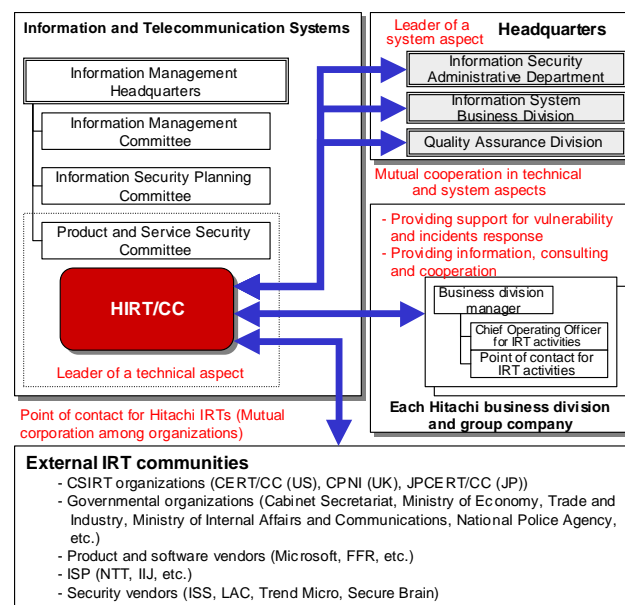 Information and Telecommunication Systems
Information Management
Headquarters
Information Management
Committee
Information Security Planning
Committee
Product and Service Security
Committee
HIRT/CC
Leader of a technical aspect
Leader of a
system aspect
Headquarters
Information Security
Administrative Department
Information System
Business Division
Quality Assurance Division
Mutual cooperation in technical
and system aspects
- Providing support for vulnerability
and incidents response
- Providing information, consulting
and cooperation
Business division
manager
Chief Operating Officer
for IRT activities
Point of contact for
IRT activities
Each Hitachi business division
and group company
Point of contact for Hitachi IRTs (Mutual
corporation among organizations)
External IRT communities
- CSIRT organizations (CERT/CC (US), CPNI (UK), JPCERT/CC (JP))
- Governmental organizations (Cabinet Secretariat, Ministry of Economy, Trade and
Industry, Ministry of Internal Affairs and Communications, National Police Agency,
etc.)
- Product and software vendors (Microsoft, FFR, etc.)
- ISP (NTT, IIJ, etc.)
- Security vendors (ISS, LAC, Trend Micro, Secure Brain)